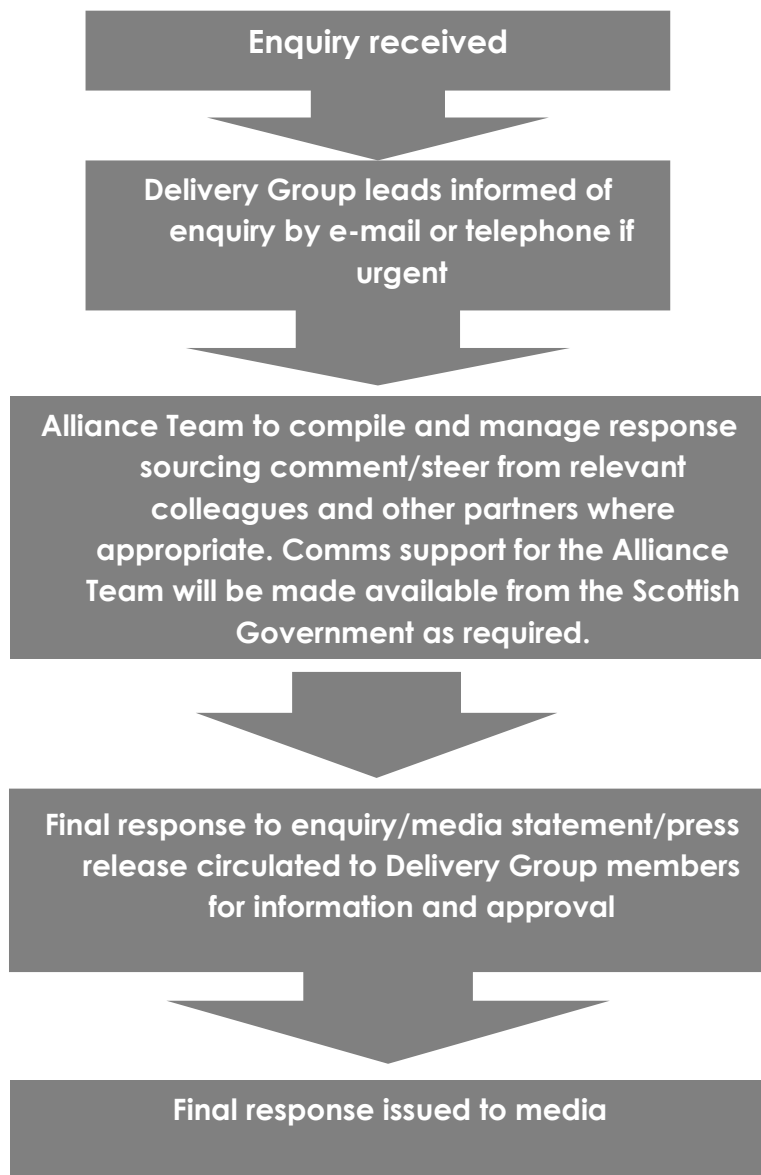 Enquiry received
Delivery Group leads informed of
enquiry by e-mail or telephone if
urgent
Alliance Team to compile and manage response
sourcing comment/steer from relevant
colleagues and other partners where
appropriate. Comms support for the Alliance
Team will be made available from the Scottish
Government as required.
Final response to enquiry/media statement/press
release circulated to Delivery Group members
for information and approval
Final response issued to media